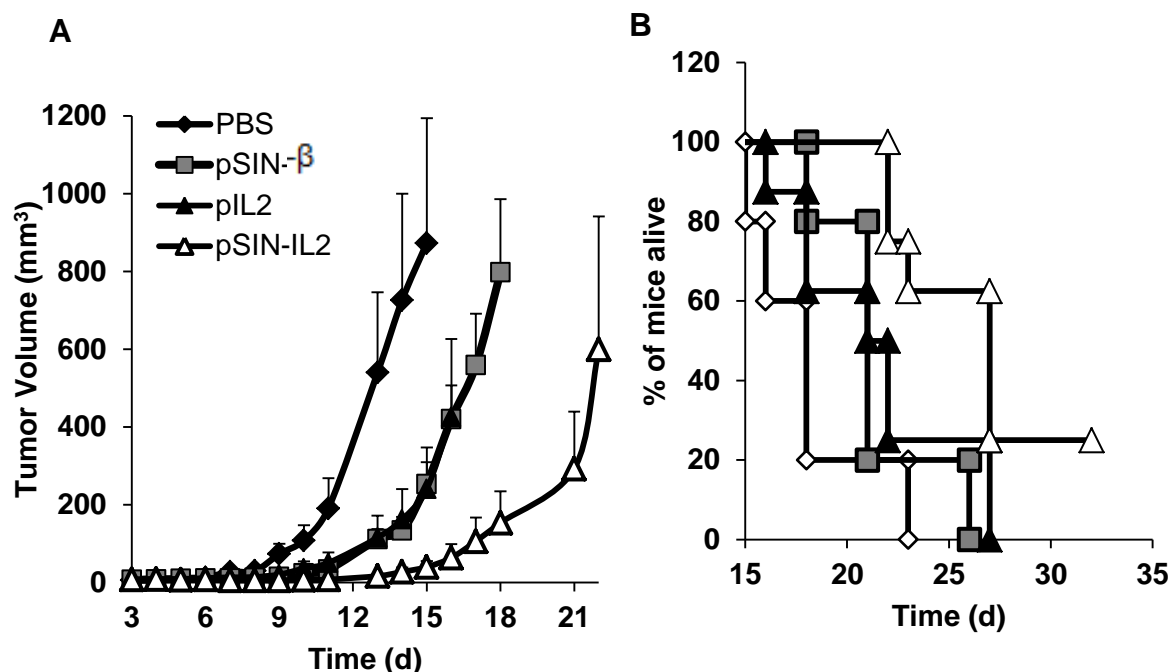 A
Tumor Volume (mm³)
1200
1000
800
600
400
200
0
PBS
pSIN--β
pIL2
pSIN-IL2
3 6 9 12 15 18 21
Time (d)
B
% of mice alive
120
100
80
60
40
20
0
15 20 25 30 35
Time (d)